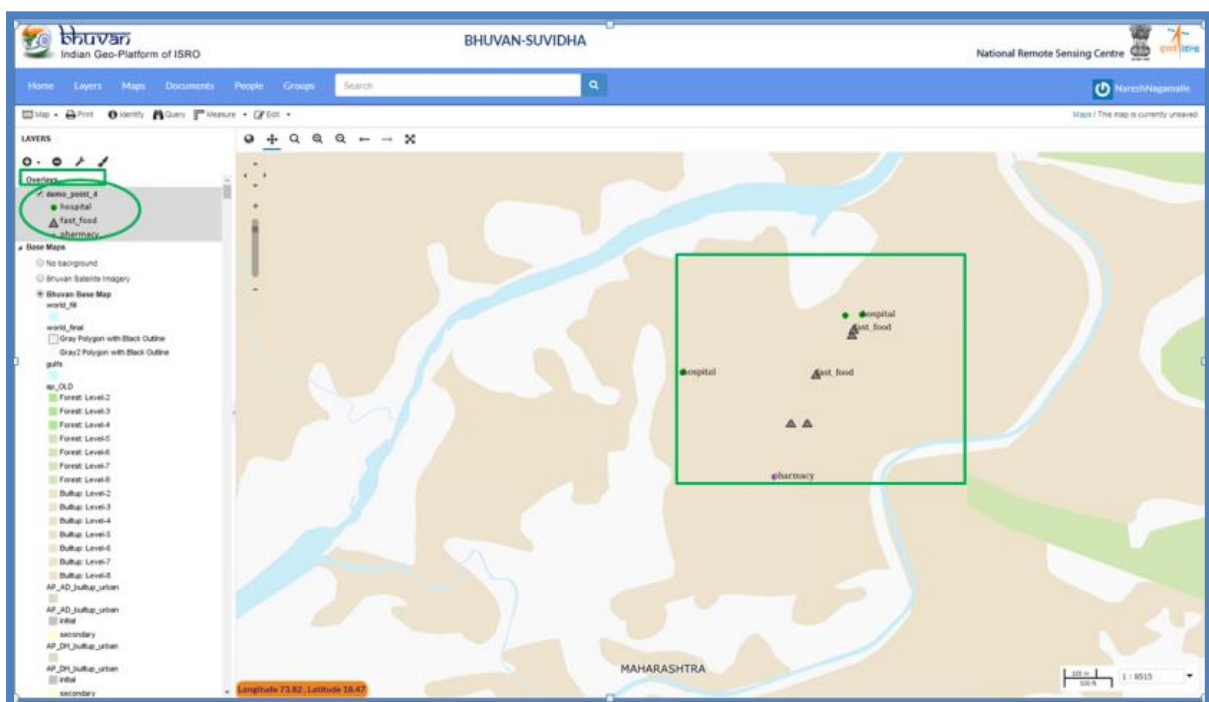 bhuvan
Indian Geo-Platform of ISRO
BHUVAN-SUVIDHA
National Remote Sensing Centre
Home Layers Maps Documents People Groups Search
NareshNagamalle
Map Print Identify Query Measure Edit
Maps / This map is currently unsaved
LAYERS
Overlays
demo_point_4
hospital
fast_food
pharmacy
Base Maps
No background
Bhuvan Satellite Imagery
Bhuvan Base Map
world_fill
world_final
Gray Polygon with Black Outline
Gray2 Polygon with Black Outline
gulfs
ap_OLD
Forest: Level-2
Forest: Level-3
Forest: Level-4
Forest: Level-5
Forest: Level-6
Forest: Level-7
Forest: Level-8
Builtup: Level-2
Builtup: Level-3
Builtup: Level-4
Builtup: Level-5
Builtup: Level-6
Builtup: Level-7
Builtup: Level-8
AP_AD_builtup_urban
AP_AD_builtup_urban
initial
secondary
AP_DH_builtup_urban
AP_DH_builtup_urban
initial
secondary
hospital
fast_food
hospital
fast_food
pharmacy
MAHARASHTRA
Longitude 73.82 , Latitude 18.47
1 : 8515